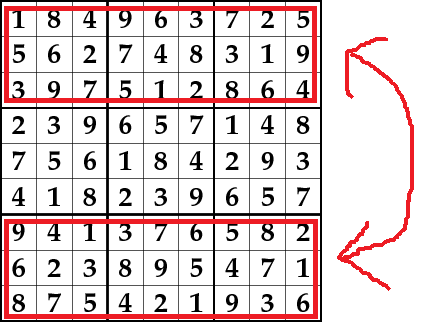 1 8 4 9 6 3 7 2 5
5 6 2 7 4 8 3 1 9
3 9 7 5 1 2 8 6 4
2 3 9 6 5 7 1 4 8
7 5 6 1 8 4 2 9 3
4 1 8 2 3 9 6 5 7
9 4 1 3 7 6 5 8 2
6 2 3 8 9 5 4 7 1
8 7 5 4 2 1 9 3 6